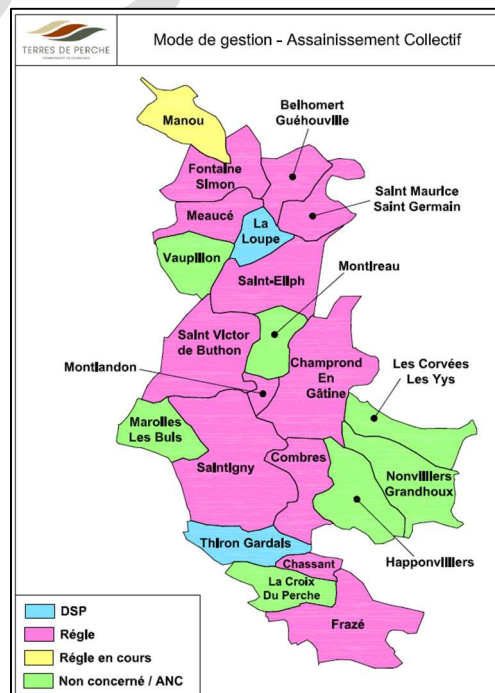 TERRES DE PERCHE
COMMUNAUTÉ DE COMMUNES
Mode de gestion - Assainissement Collectif
Manou
Belhomert
Guéhouville
Fontaine
Simon
Saint Maurice
Saint Germain
Meaucé
La
Loupe
Vaupillon
Saint-Eliph
Montireau
Saint Victor
de Buthon
Montlandon
Champrond
En
Gâtine
Les Corvées
Les Yys
Marolles
Les Buis
Saintigny
Combres
Nonvilliers
Grandhoux
Thiron Gardais
Happonvilliers
Chassant
La Croix
Du Perche
Frazé
DSP
Régie
Régie en cours
Non concerné / ANC